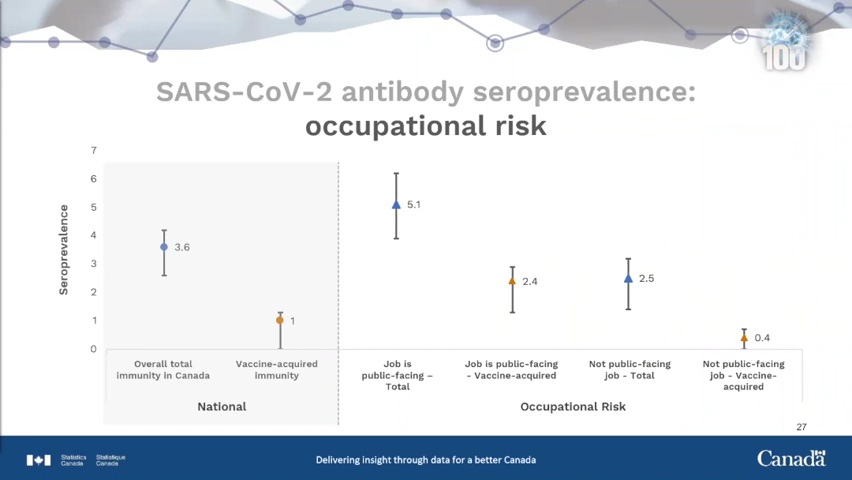 100
SARS-CoV-2 antibody seroprevalence:
occupational risk
7
6
5
4
3
2
1
0
Seroprevalence
3.6
1
5.1
2.4
2.5
0.4
Overall total
immunity in Canada
Vaccine-acquired
immunity
Job is
public-facing –
Total
Job is public-facing
- Vaccine-acquired
Not public-facing
job - Total
Not public-facing
job - Vaccine-
acquired
National
Occupational Risk
27
Statistics
Canada
Statistique
Canada
Delivering insight through data for a better Canada
Canada